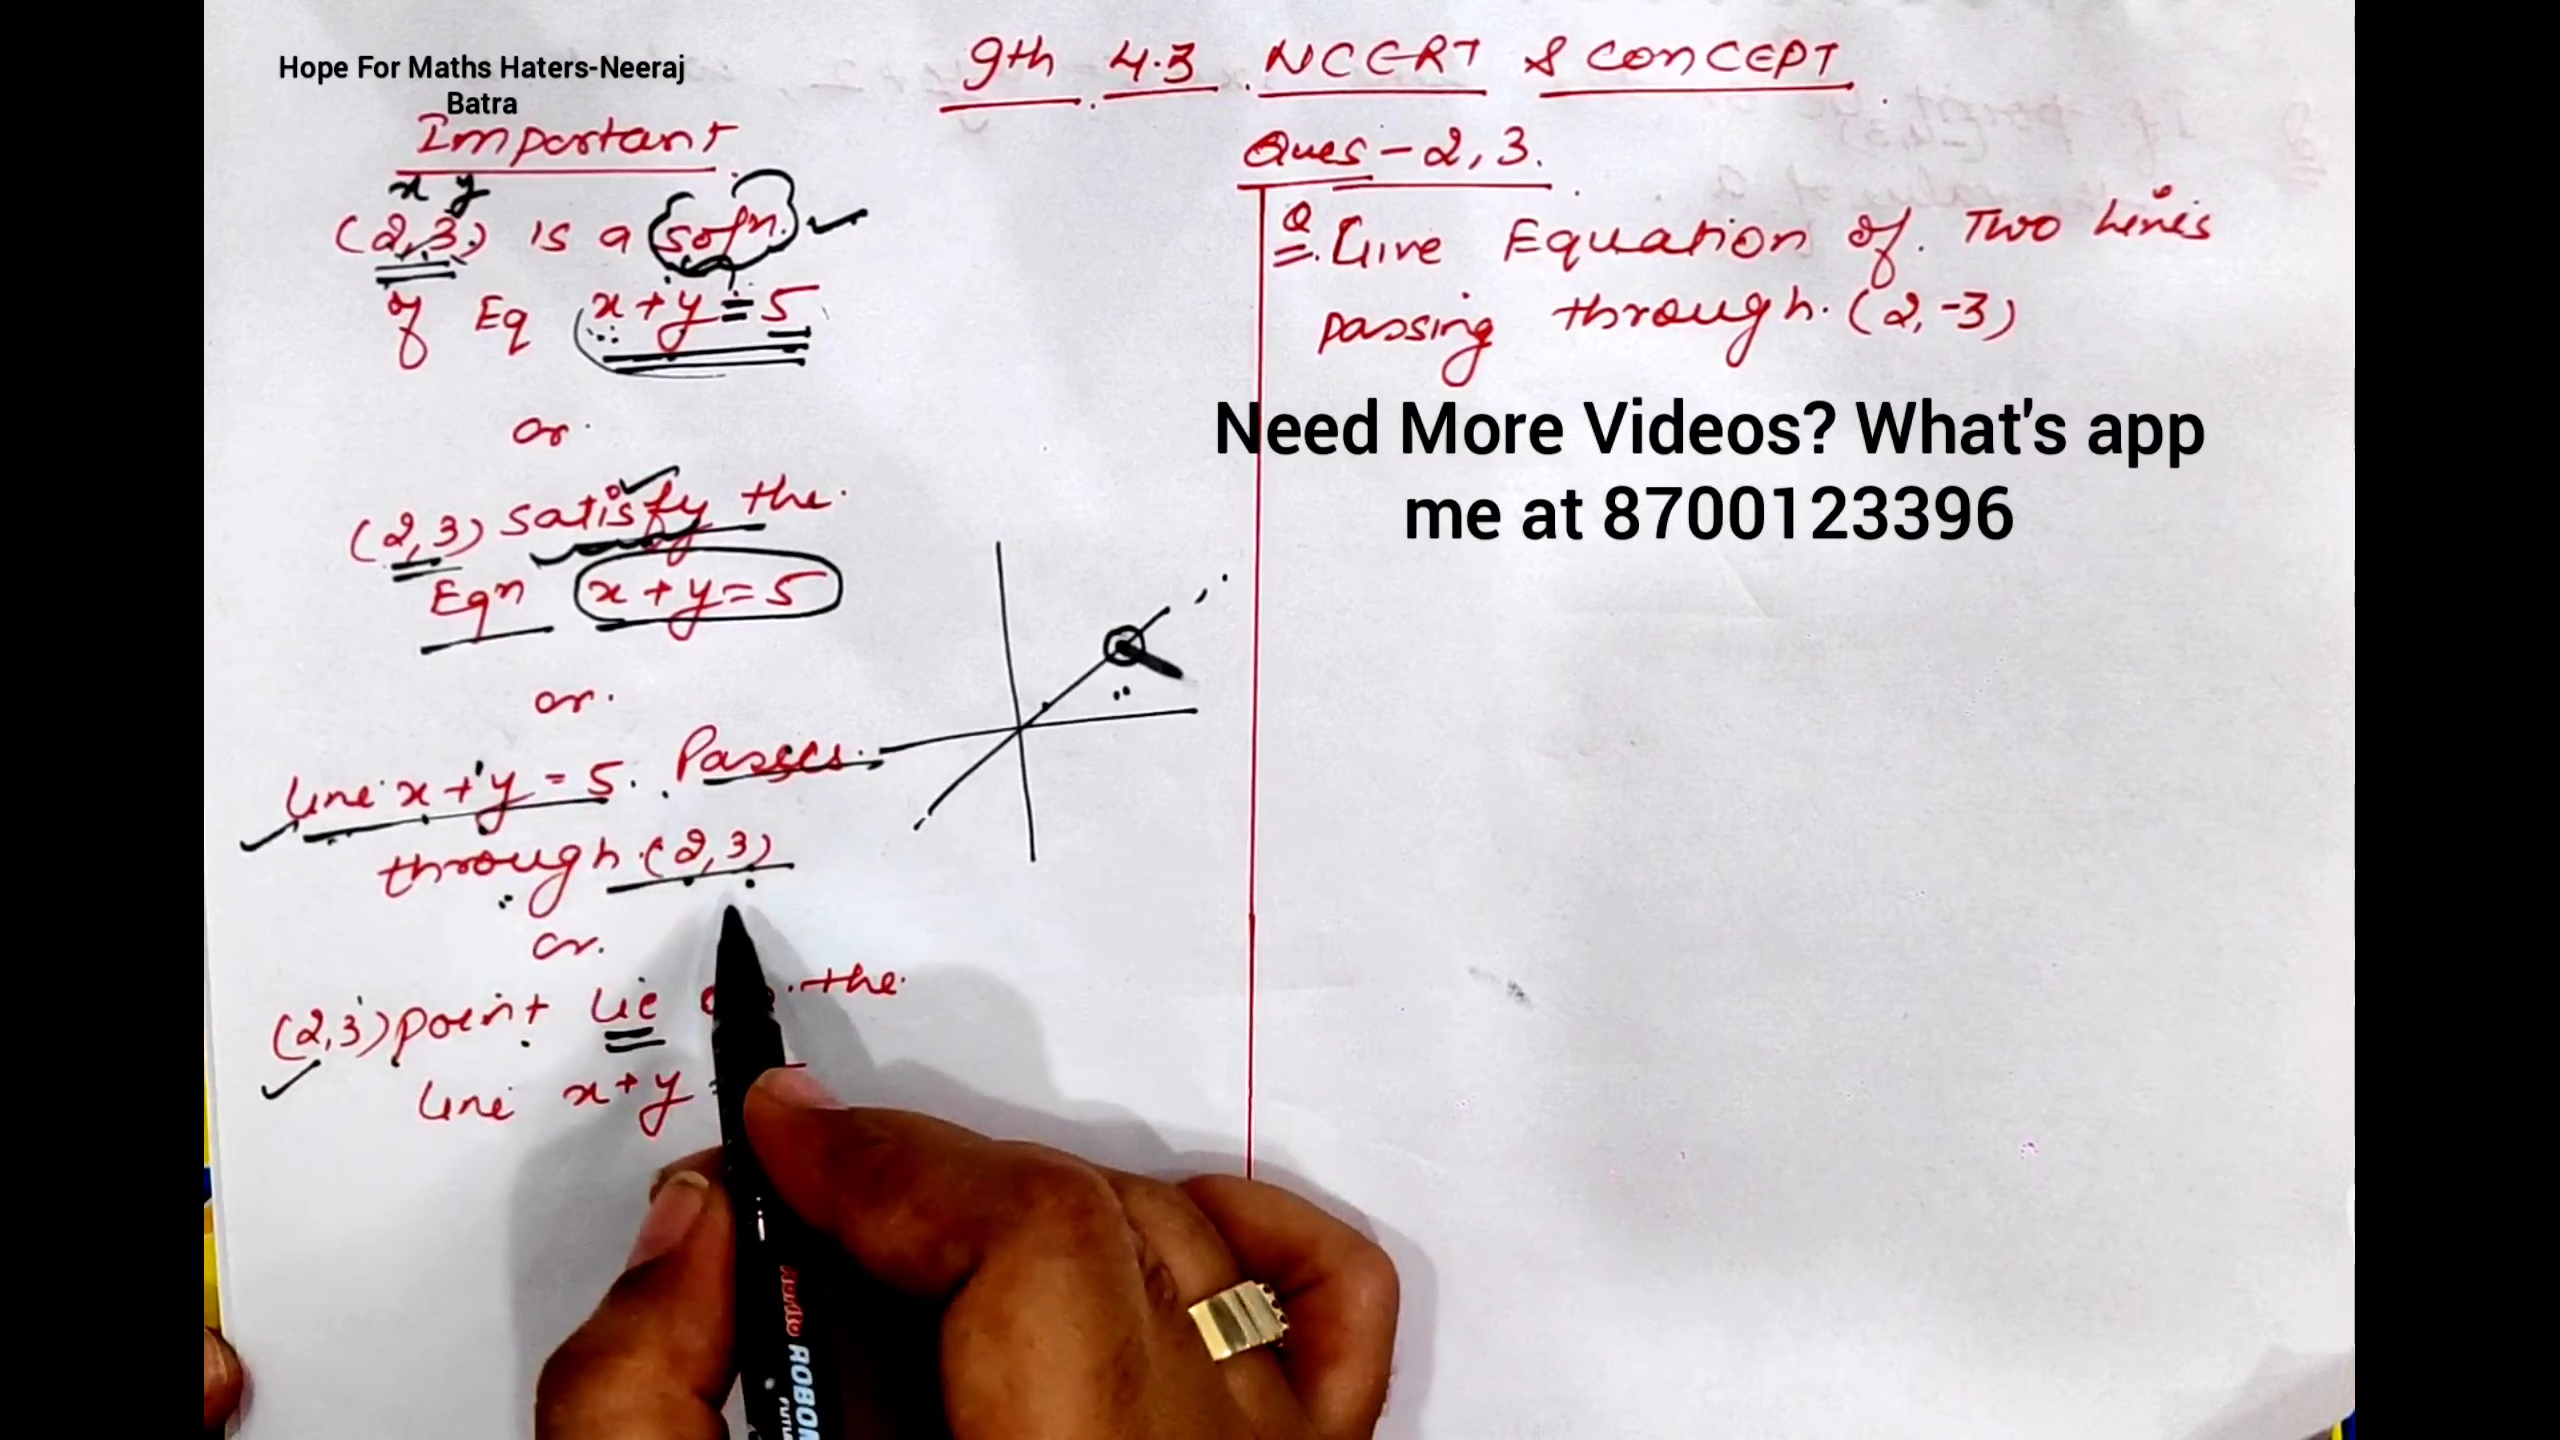 Hope For Maths Haters-Neeraj
Batra
9th 4.3 NCERT & CONCEPT
Important
x y
(2,3) is a soln.
of Eq x+y=5
or
(2,3) satisfy the
Eqn x+y=5
or.
line x+y=5. Passes
through (2,3)
or.
(2,3) point lie the
line x+y
Ques-2,3.
Q. Give Equation of Two lines
passing through (2,-3)
Need More Videos? What's app
me at 8700123396